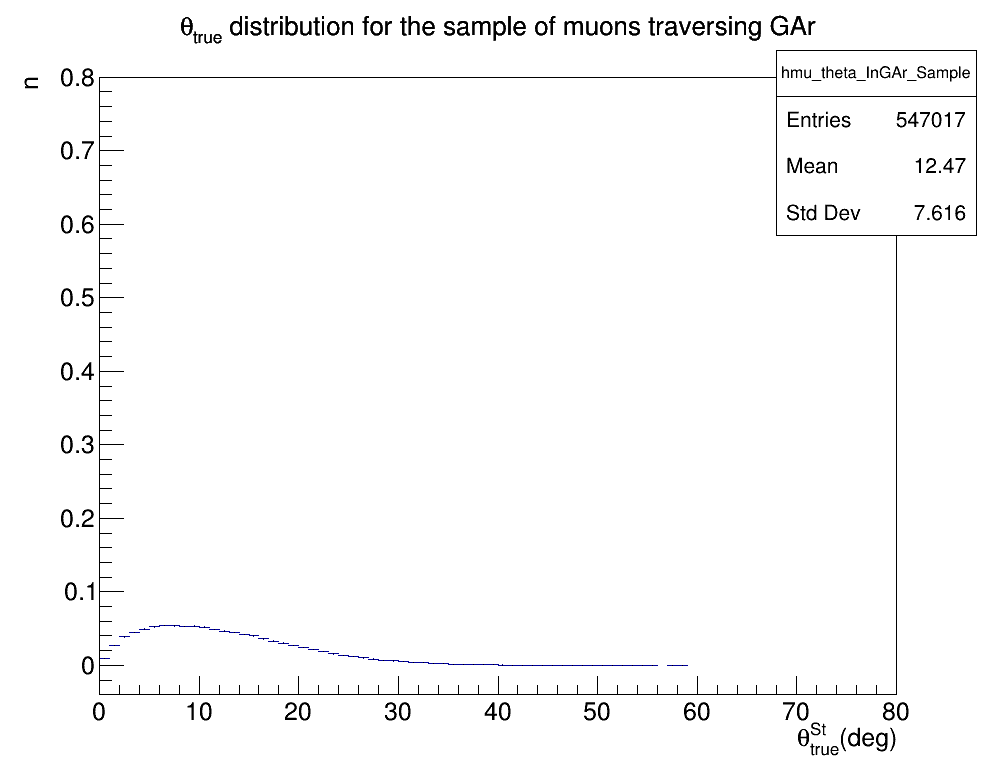 θtrue distribution for the sample of muons traversing GAr
hmu_theta_InGAr_Sample
Entries 547017
Mean 12.47
Std Dev 7.616
n
0.8
0.7
0.6
0.5
0.4
0.3
0.2
0.1
0
0 10 20 30 40 50 60 70 80
θ^St_true(deg)